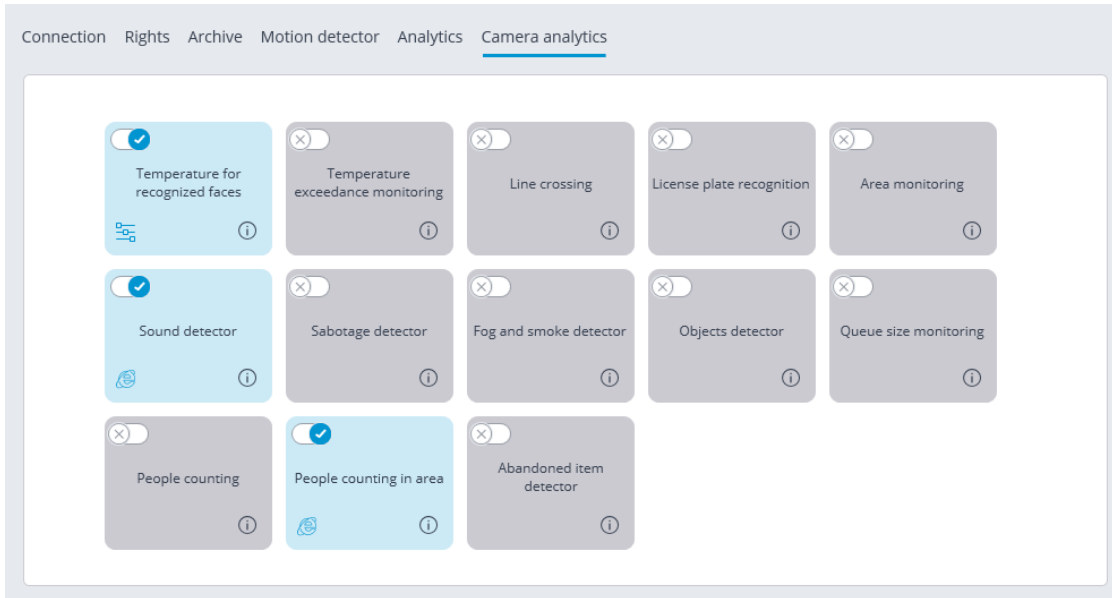 Connection Rights Archive Motion detector Analytics Camera analytics
Temperature for
recognized faces
Temperature
exceedance monitoring
Line crossing
License plate recognition
Area monitoring
Sound detector
Sabotage detector
Fog and smoke detector
Objects detector
Queue size monitoring
People counting
People counting in area
Abandoned item
detector